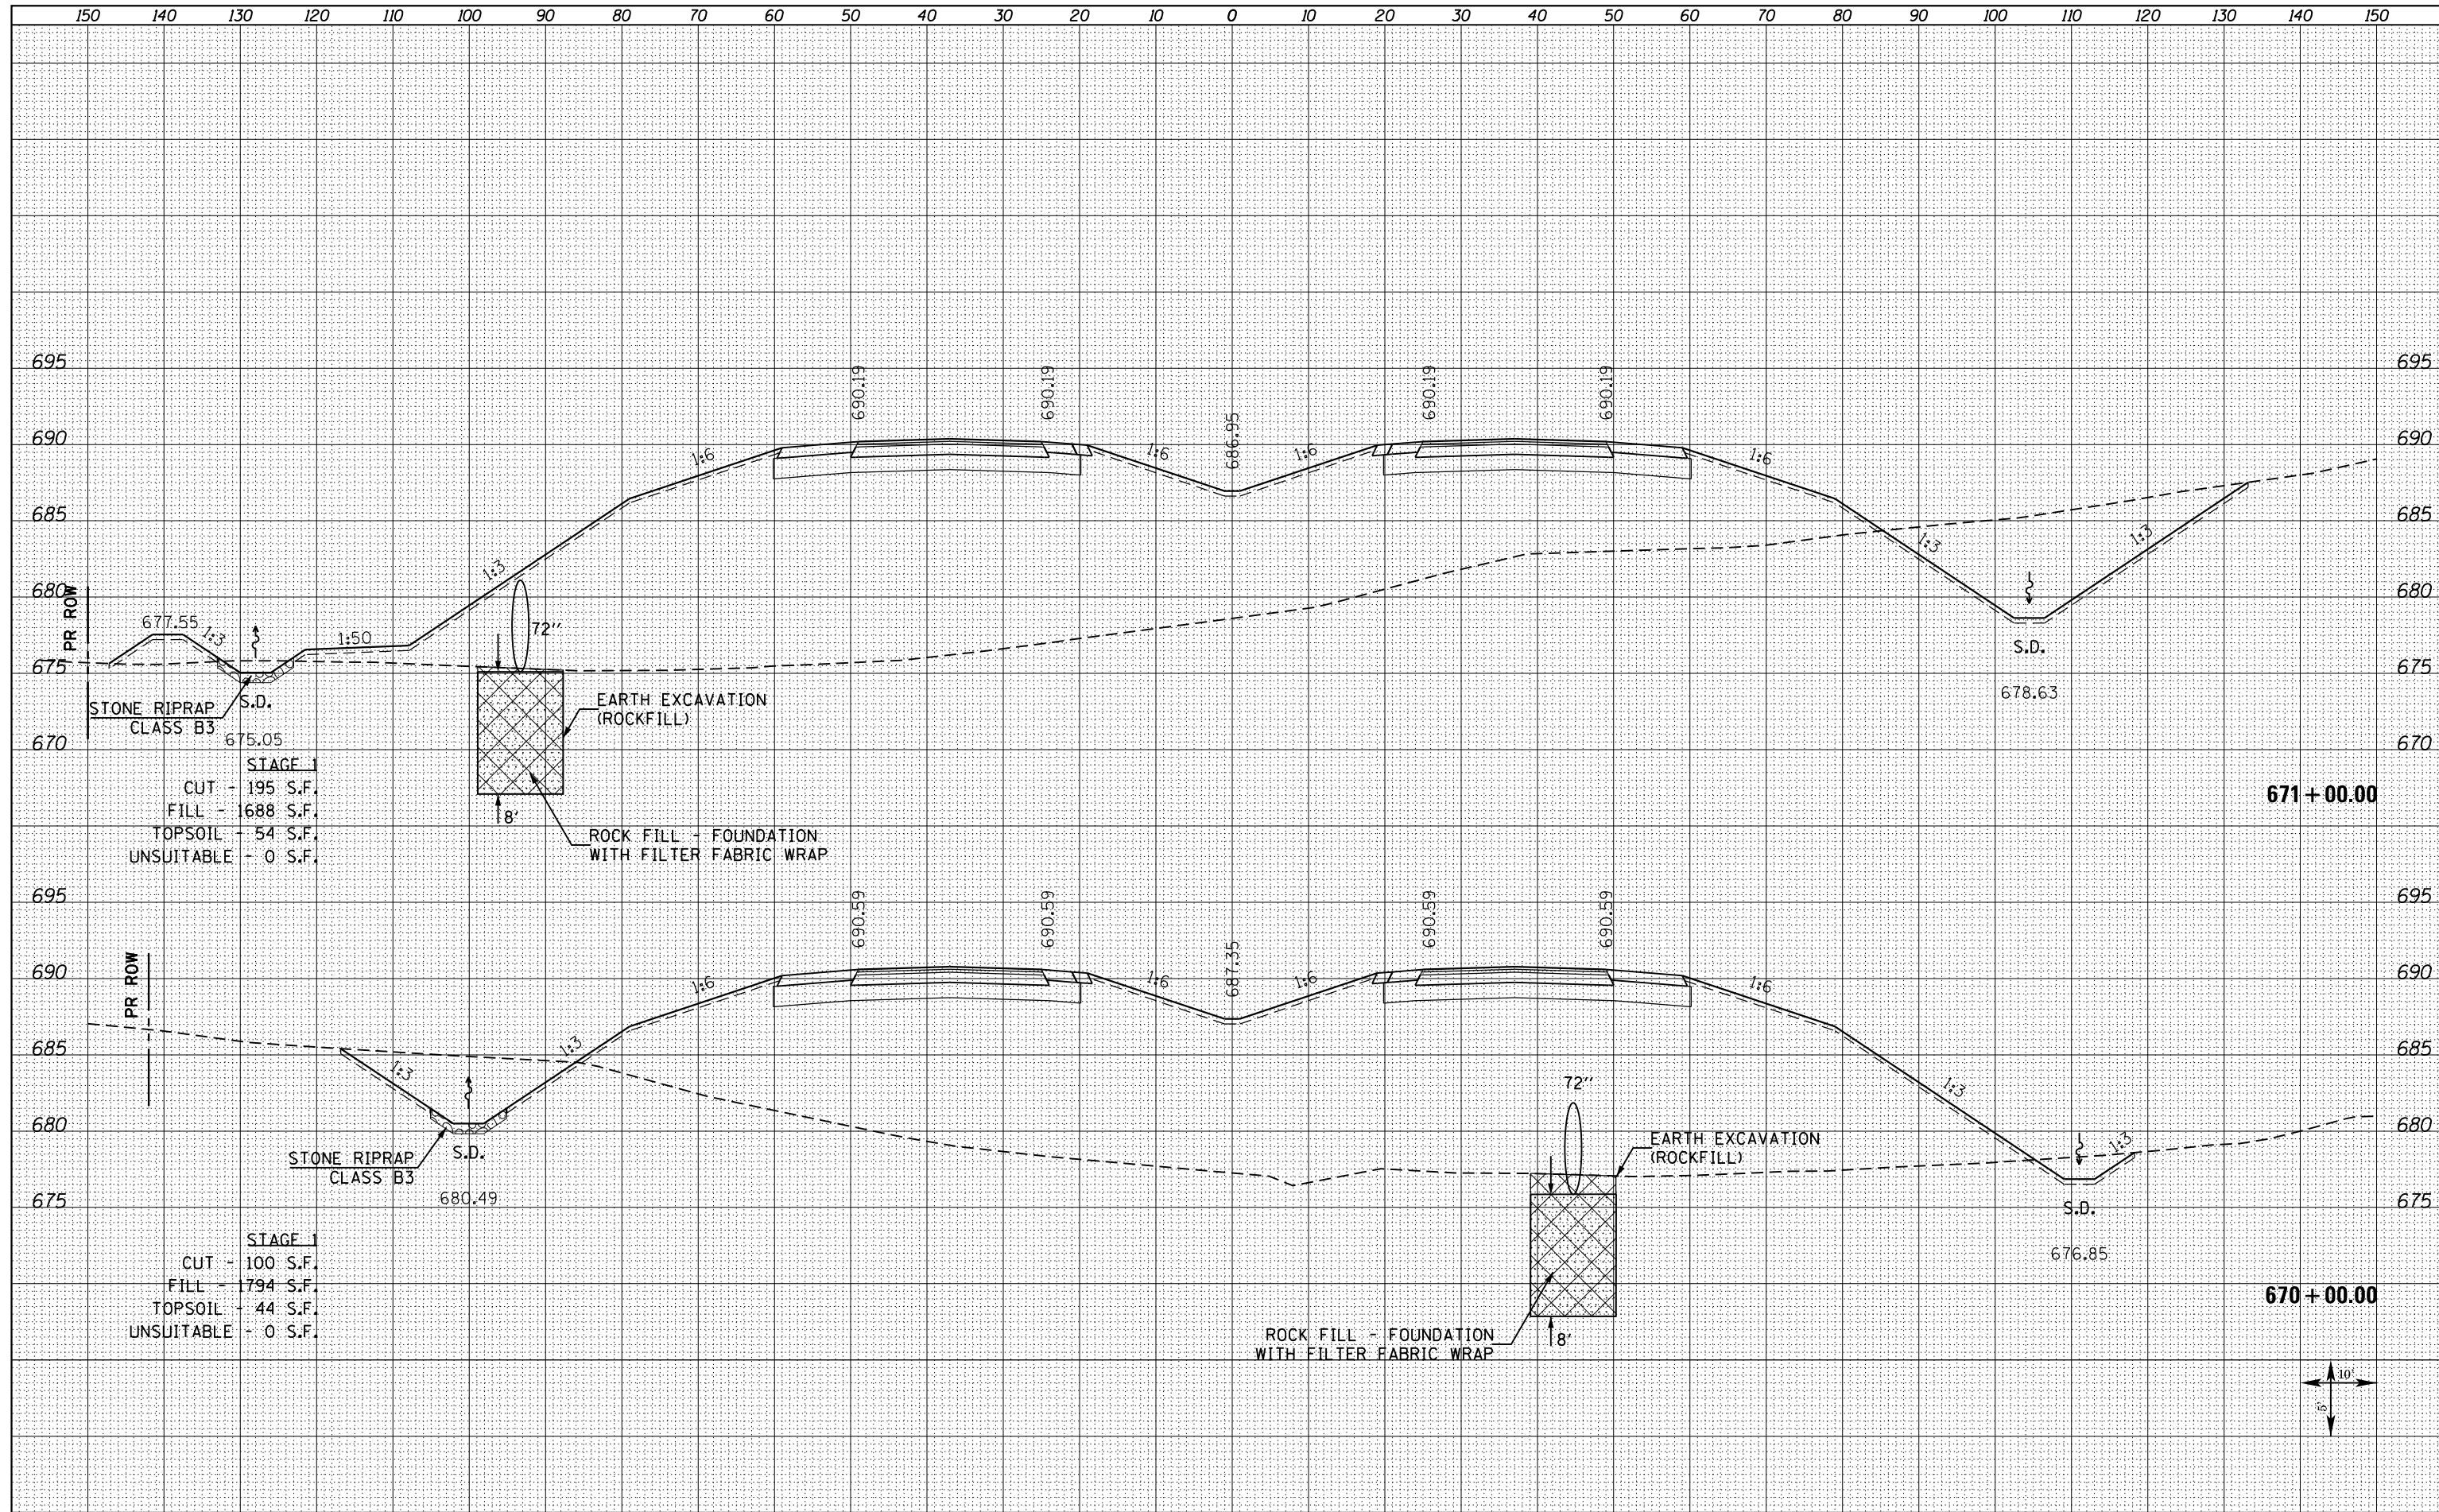 150 140 130 120 110 100 90 80 70 60 50 40 30 20 10 0 10 20 30 40 50 60 70 80 90 100 110 120 130 140 150
695 695
690.19 690.19 690.19 690.19
690 690
686.95
1:6 1:6 1:6 1:6
685 685
1:3 1:3 1:3
680 680
PR ROW
677.55
1:3
1:50
72''
S.D.
675 675
678.63
STONE RIPRAP
CLASS B3
S.D.
675.05
EARTH EXCAVATION
(ROCKFILL)
670 670
STAGE 1
CUT - 195 S.F.
FILL - 1688 S.F.
TOPSOIL - 54 S.F.
UNSUITABLE - 0 S.F.
8'
ROCK FILL - FOUNDATION
WITH FILTER FABRIC WRAP
671+00.00
695 695
690.59 690.59 690.59 690.59
690 690
PR ROW
687.35
1:6 1:6 1:6 1:6
685 685
1:3 1:3 1:3
72''
680 680
1:3
STONE RIPRAP
CLASS B3
S.D.
680.49
EARTH EXCAVATION
(ROCKFILL)
675 675
S.D.
676.85
STAGE 1
CUT - 100 S.F.
FILL - 1794 S.F.
TOPSOIL - 44 S.F.
UNSUITABLE - 0 S.F.
8'
ROCK FILL - FOUNDATION
WITH FILTER FABRIC WRAP
670+00.00
10'
5'